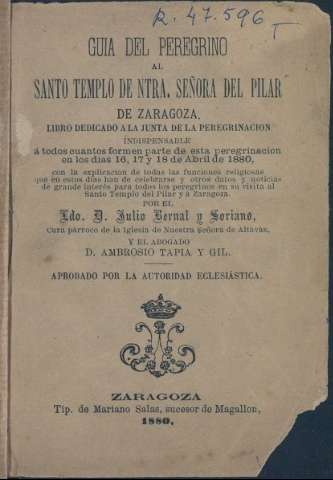 R. 47.596
T
GUIA DEL PEREGRINO
AL
SANTO TEMPLO DE NTRA. SEÑORA DEL PILAR
DE ZARAGOZA,
LIBRO DEDICADO A LA JUNTA DE LA PEREGRINACION
INDISPENSABLE
á todos cuantos formen parte de esta peregrinacion
en los dias 16, 17 y 18 de Abril de 1880,
con la explicacion de todas las funciones religiosas
que en estos dias han de celebrarse y otros datos y noticias
de grande interés para todos los peregrinos en su visita al
Santo Templo del Pilar y á Zaragoza.
POR EL
Ldo. D. Julio Bernal y Soriano,
Cura párroco de la Iglesia de Nuestra Señora de Altavás,
Y EL ABOGADO
D. AMBROSIO TAPIA Y GIL.
APROBADO POR LA AUTORIDAD ECLESIÁSTICA.
ZARAGOZA
Tip. de Mariano Salas, sucesor de Magallon,
1880,